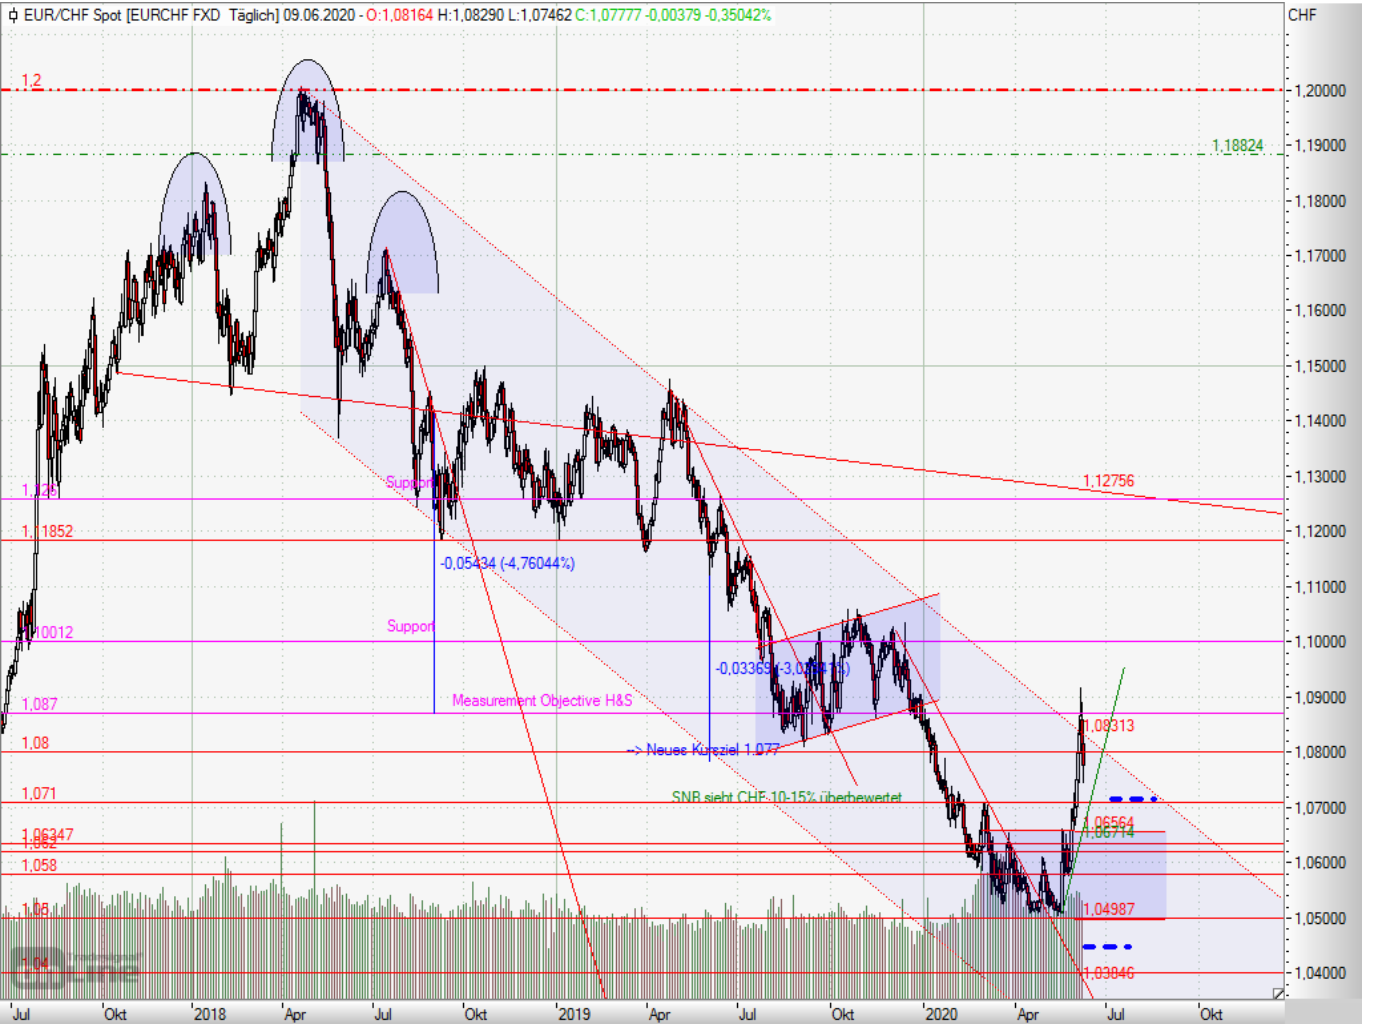 EUR/CHF Spot [EURCHF FXD Täglich] 09.06.2020 - O:1,08164 H:1,08290 L:1,07462 C:1,07777 -0,00379 -0,35042%
CHF
1,2
1,20000
1,18824
1,19000
1,18000
1,17000
1,16000
1,15000
1,14000
1,13000
Support
1,12756
1,126
1,12000
1,11852
-0,05434 (-4,76044%)
1,11000
Support
1,10012
1,10000
1,09000
Measurement Objective H&S
1,087
1,08313
1,08
--> Neues Kursziel 1.077
1,08000
SNB sieht CHF 10-15% überbewertet
1,071
1,07000
1,06564
1,06714
1,06347
1,062
1,06000
1,058
1,05
1,04987
1,05000
1,04
1,03846
1,04000
Tradesignal
Jul
Okt
2018
Apr
Jul
Okt
2019
Apr
Jul
Okt
2020
Apr
Jul
Okt